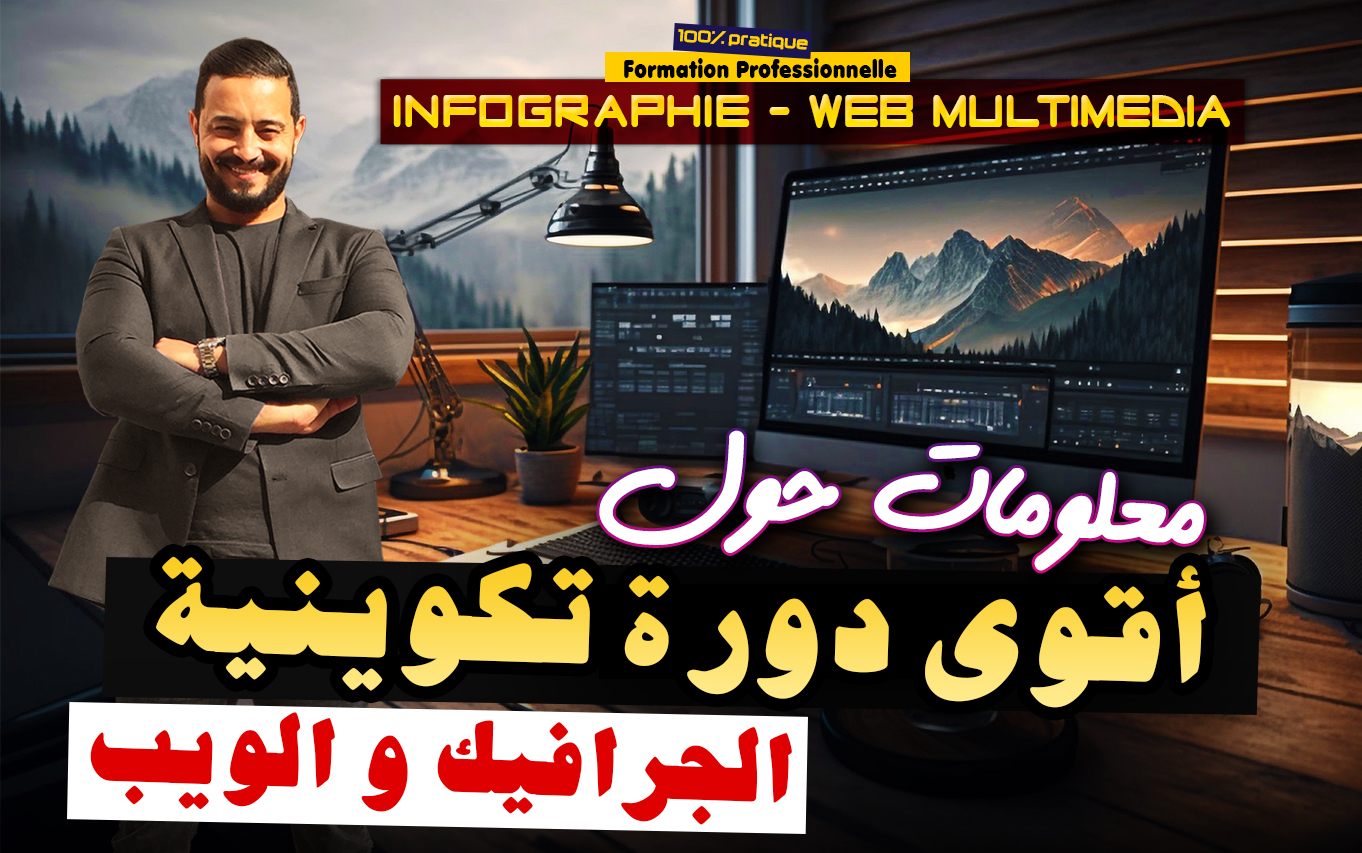 100% pratique
Formation Professionnelle
INFOGRAPHIE - WEB MULTIMEDIA
معلومات حول
أقوى دورة تكوينية
الجرافيك و الويب